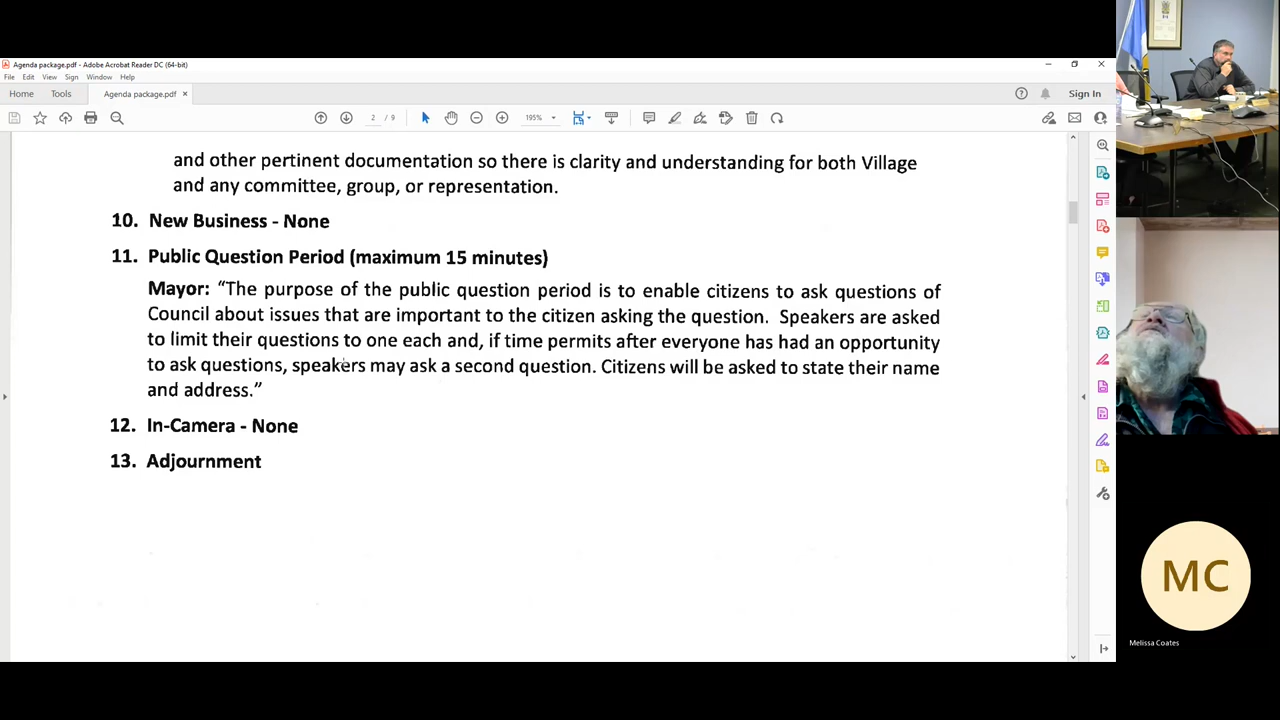 Agenda package.pdf - Adobe Acrobat Reader DC (64-bit)
File Edit View Sign Window Help
Home Tools Agenda package.pdf × Sign In
2 / 9 195%
and other pertinent documentation so there is clarity and understanding for both Village
and any committee, group, or representation.
10. New Business - None
11. Public Question Period (maximum 15 minutes)
Mayor: “The purpose of the public question period is to enable citizens to ask questions of
Council about issues that are important to the citizen asking the question. Speakers are asked
to limit their questions to one each and, if time permits after everyone has had an opportunity
to ask questions, speakers may ask a second question. Citizens will be asked to state their name
and address.”
12. In-Camera - None
13. Adjournment
MC
Melissa Coates